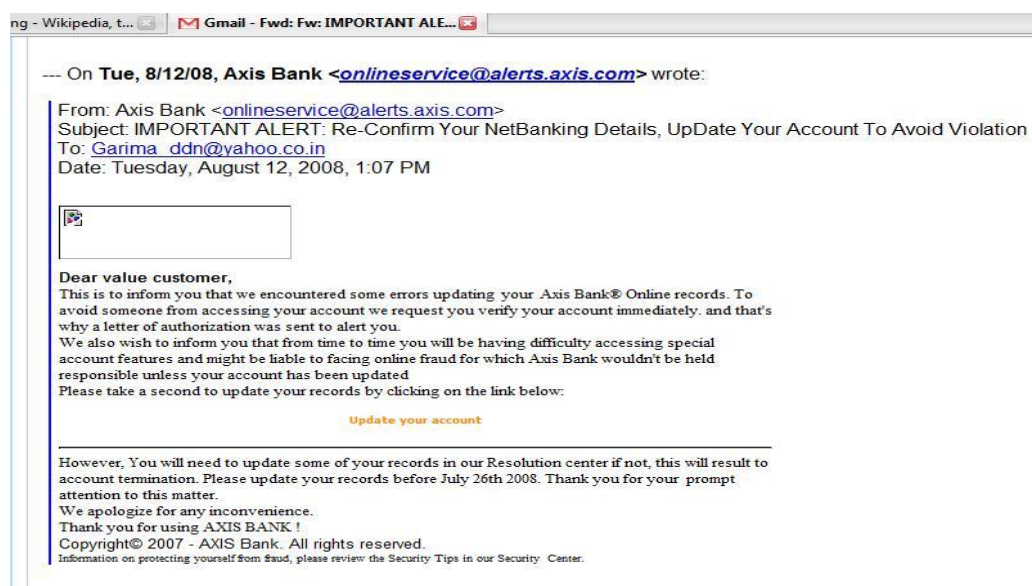 ng - Wikipedia, t...
Gmail - Fwd: Fw: IMPORTANT ALE...
--- On Tue, 8/12/08, Axis Bank <onlineservice@alerts.axis.com> wrote:
From: Axis Bank <onlineservice@alerts.axis.com>
Subject: IMPORTANT ALERT: Re-Confirm Your NetBanking Details, UpDate Your Account To Avoid Violation
To: Garima_ddn@yahoo.co.in
Date: Tuesday, August 12, 2008, 1:07 PM
Dear value customer,
This is to inform you that we encountered some errors updating your Axis Bank® Online records. To
avoid someone from accessing your account we request you verify your account immediately. and that's
why a letter of authorization was sent to alert you.
We also wish to inform you that from time to time you will be having difficulty accessing special
account features and might be liable to facing online fraud for which Axis Bank wouldn't be held
responsible unless your account has been updated
Please take a second to update your records by clicking on the link below:
Update your account
However, You will need to update some of your records in our Resolution center if not, this will result to
account termination. Please update your records before July 26th 2008. Thank you for your prompt
attention to this matter.
We apologize for any inconvenience.
Thank you for using AXIS BANK !
Copyright© 2007 - AXIS Bank. All rights reserved.
Information on protecting yourself from fraud, please review the Security Tips in our Security Center.